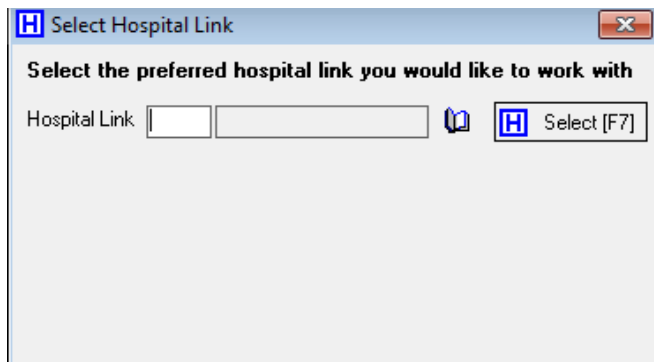 H Select Hospital Link
Select the preferred hospital link you would like to work with
Hospital Link
H Select [F7]